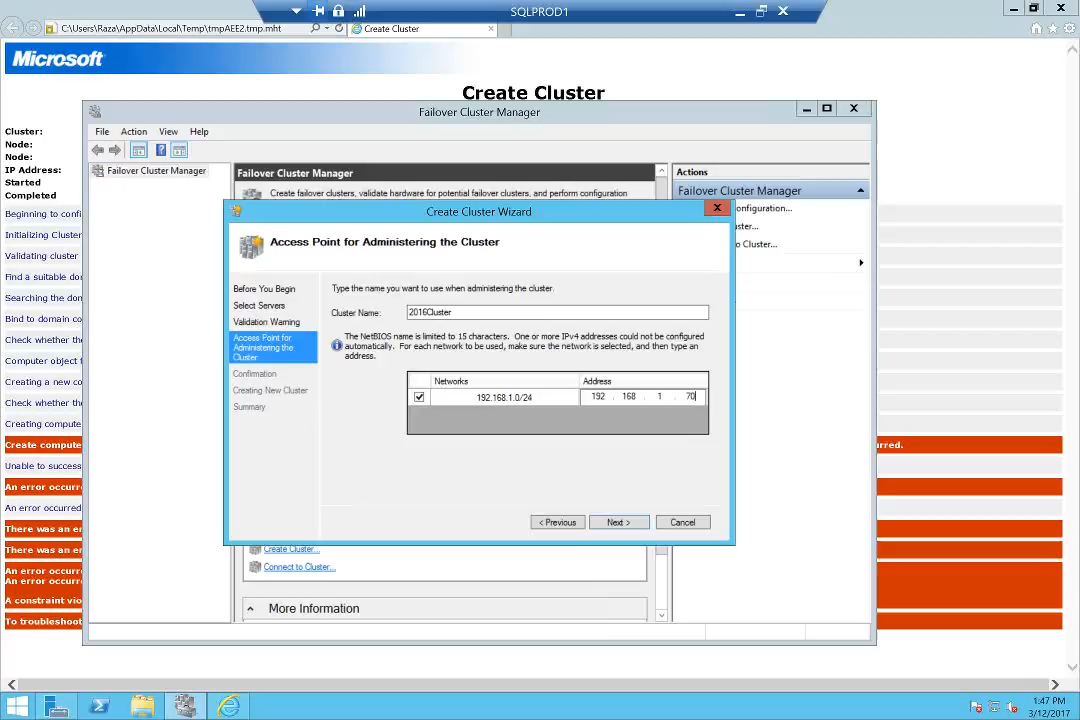 SQLPROD1
C:\Users\Raza\AppData\Local\Temp\tmpAEE2.tmp.mht
Create Cluster
Microsoft
Create Cluster
Failover Cluster Manager
Cluster:
Node:
Node:
IP Address:
Started
Completed
File Action View Help
Failover Cluster Manager
Failover Cluster Manager
Create failover clusters, validate hardware for potential failover clusters, and perform configuration
Actions
Failover Cluster Manager
onfiguration...
ster...
o Cluster...
Create Cluster Wizard
Access Point for Administering the Cluster
Before You Begin
Select Servers
Validation Warning
Access Point for
Administering the
Cluster
Confirmation
Creating New Cluster
Summary
Type the name you want to use when administering the cluster.
Cluster Name: 2016Cluster
The NetBIOS name is limited to 15 characters. One or more IPv4 addresses could not be configured
automatically. For each network to be used, make sure the network is selected, and then type an
address.
Networks Address
192.168.1.0/24 192 . 168 . 1 . 70
< Previous Next > Cancel
Create Cluster...
Connect to Cluster...
More Information
Beginning to confi
Initializing Cluster
Validating cluster
Find a suitable do
Searching the don
Bind to domain co
Check whether the
Computer object f
Creating a new co
Check whether the
Creating compute
Create compute
rred.
Unable to success
An error occurr
An error occurred
There was an er
There was an er
An error occurr
An error occurr
A constraint vio
To troubleshoot
1:47 PM
3/12/2017